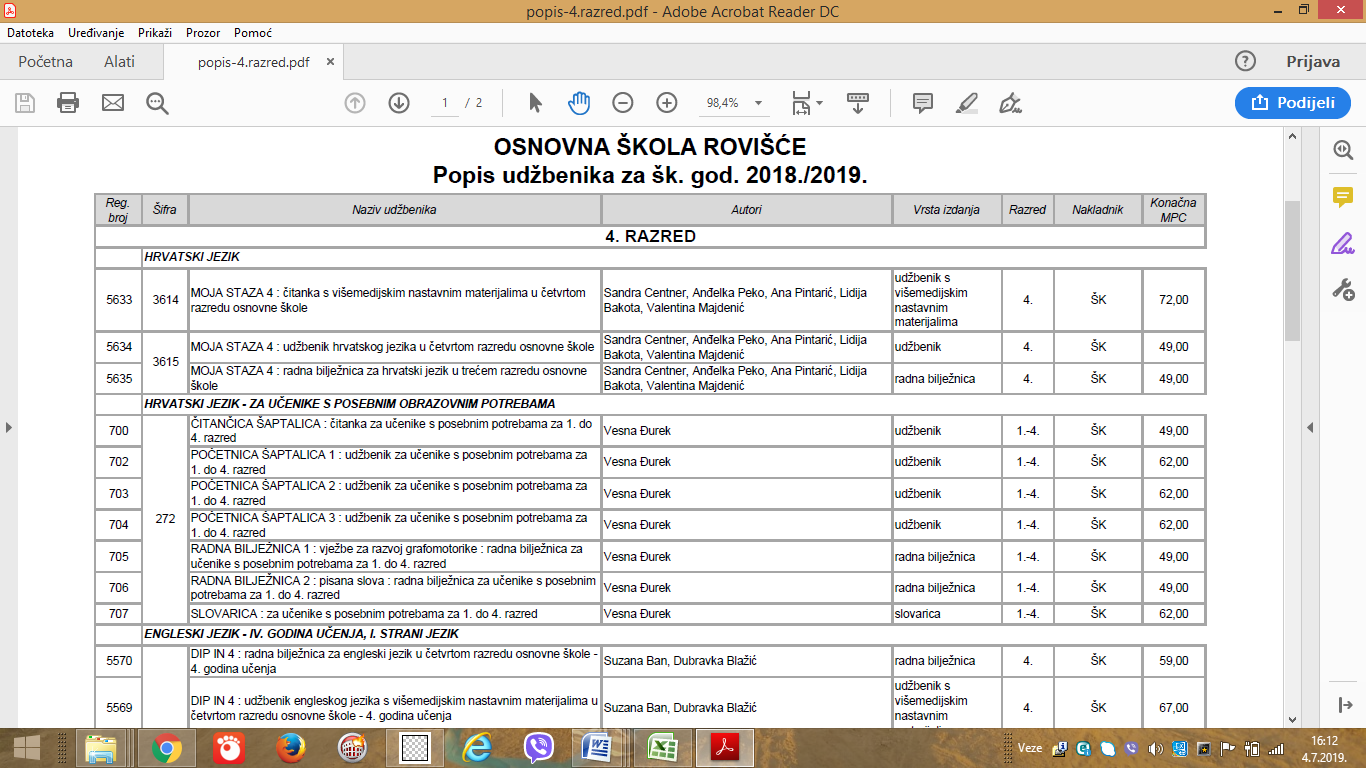 popis-4.razred.pdf - Adobe Acrobat Reader DC
Datoteka Uređivanje Prikaži Prozor Pomoć
Početna Alati popis-4.razred.pdf × Prijava
1 / 2 98,4% Podijeli
OSNOVNA ŠKOLA ROVIŠĆE
Popis udžbenika za šk. god. 2018./2019.
Reg. broj Šifra Naziv udžbenika Autori Vrsta izdanja Razred Nakladnik Konačna MPC
4. RAZRED
HRVATSKI JEZIK
5633 3614 MOJA STAZA 4 : čitanka s višemedijskim nastavnim materijalima u četvrtom razredu osnovne škole Sandra Centner, Anđelka Peko, Ana Pintarić, Lidija Bakota, Valentina Majdenić udžbenik s višemedijskim nastavnim materijalima 4. ŠK 72,00
5634 3615 MOJA STAZA 4 : udžbenik hrvatskog jezika u četvrtom razredu osnovne škole Sandra Centner, Anđelka Peko, Ana Pintarić, Lidija Bakota, Valentina Majdenić udžbenik 4. ŠK 49,00
5635 MOJA STAZA 4 : radna bilježnica za hrvatski jezik u trećem razredu osnovne škole Sandra Centner, Anđelka Peko, Ana Pintarić, Lidija Bakota, Valentina Majdenić radna bilježnica 4. ŠK 49,00
HRVATSKI JEZIK - ZA UČENIKE S POSEBNIM OBRAZOVNIM POTREBAMA
700 272 ČITANČICA ŠAPTALICA : čitanka za učenike s posebnim potrebama za 1. do 4. razred Vesna Đurek udžbenik 1.-4. ŠK 49,00
702 POČETNICA ŠAPTALICA 1 : udžbenik za učenike s posebnim potrebama za 1. do 4. razred Vesna Đurek udžbenik 1.-4. ŠK 62,00
703 POČETNICA ŠAPTALICA 2 : udžbenik za učenike s posebnim potrebama za 1. do 4. razred Vesna Đurek udžbenik 1.-4. ŠK 62,00
704 POČETNICA ŠAPTALICA 3 : udžbenik za učenike s posebnim potrebama za 1. do 4. razred Vesna Đurek udžbenik 1.-4. ŠK 62,00
705 RADNA BILJEŽNICA 1 : vježbe za razvoj grafomotorike : radna bilježnica za učenike s posebnim potrebama za 1. do 4. razred Vesna Đurek radna bilježnica 1.-4. ŠK 49,00
706 RADNA BILJEŽNICA 2 : pisana slova : radna bilježnica za učenike s posebnim potrebama za 1. do 4. razred Vesna Đurek radna bilježnica 1.-4. ŠK 49,00
707 SLOVARICA : za učenike s posebnim potrebama za 1. do 4. razred Vesna Đurek slovarica 1.-4. ŠK 62,00
ENGLESKI JEZIK - IV. GODINA UČENJA, I. STRANI JEZIK
5570 DIP IN 4 : radna bilježnica za engleski jezik u četvrtom razredu osnovne škole - 4. godina učenja Suzana Ban, Dubravka Blažić radna bilježnica 4. ŠK 59,00
5569 DIP IN 4 : udžbenik engleskog jezika s višemedijskim nastavnim materijalima u četvrtom razredu osnovne škole - 4. godina učenja Suzana Ban, Dubravka Blažić udžbenik s višemedijskim nastavnim 4. ŠK 67,00
Veze 16:12
4.7.2019.